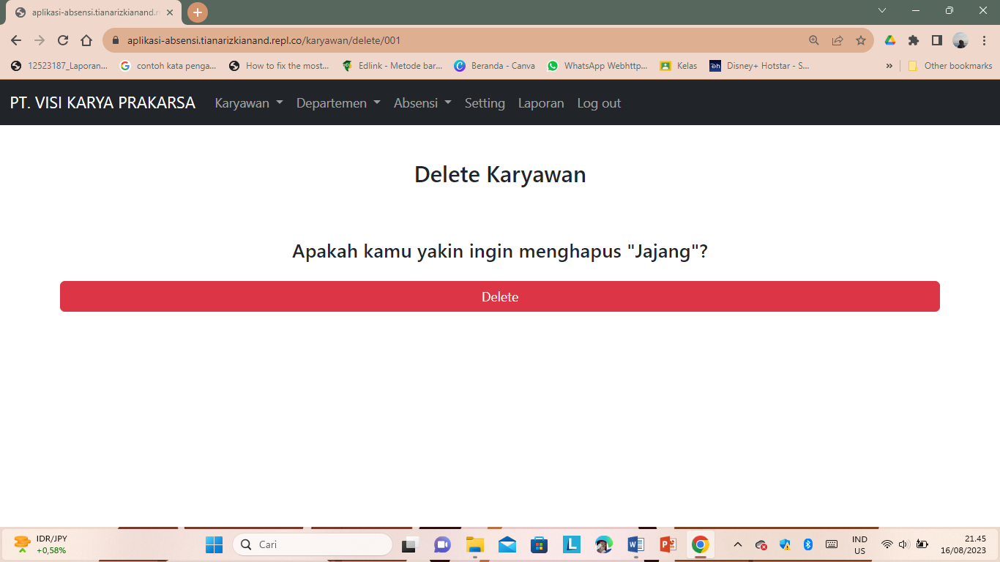 aplikasi-absensi.tianarizkianand.r
aplikasi-absensi.tianarizkianand.repl.co/karyawan/delete/001
12523187_Laporan... contoh kata penga... How to fix the most... Edlink - Metode bar... Beranda - Canva WhatsApp Webhttp... Kelas Disney+ Hotstar - S... » Other bookmarks
PT. VISI KARYA PRAKARSA Karyawan Departemen Absensi Setting Laporan Log out
Delete Karyawan
Apakah kamu yakin ingin menghapus "Jajang"?
Delete
IDR/JPY
+0,58%
Cari
IND
US
21.45
16/08/2023